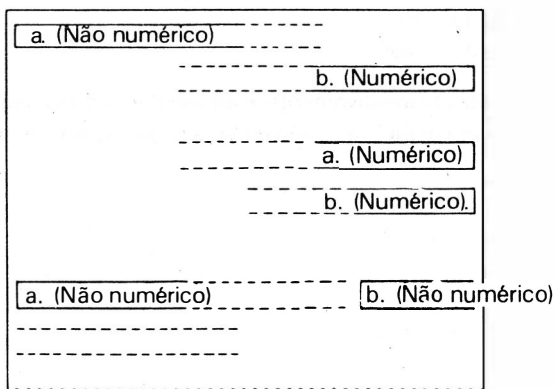 a. (Não numérico)
b. (Numérico)
a. (Numérico)
b. (Numérico).
a. (Não numérico) b. (Não numérico)